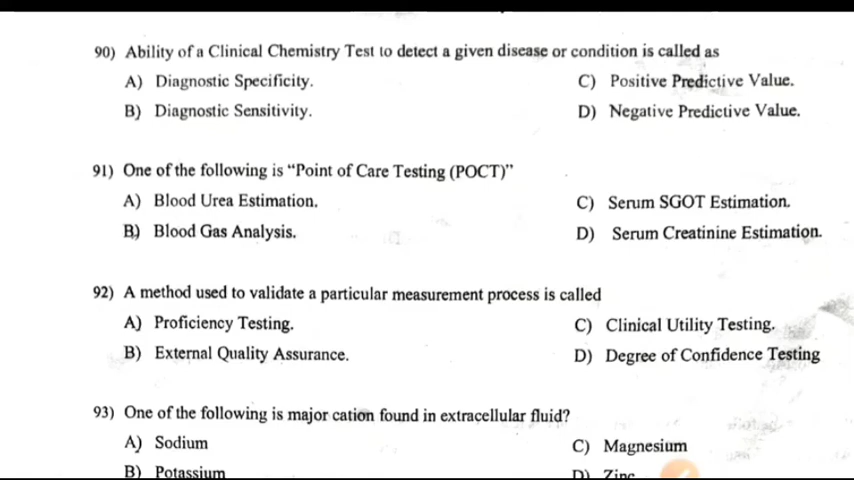 90) Ability of a Clinical Chemistry Test to detect a given disease or condition is called as
A) Diagnostic Specificity.
C) Positive Predictive Value.
B) Diagnostic Sensitivity.
D) Negative Predictive Value.
91) One of the following is “Point of Care Testing (POCT)”
A) Blood Urea Estimation.
C) Serum SGOT Estimation.
B) Blood Gas Analysis.
D) Serum Creatinine Estimation.
92) A method used to validate a particular measurement process is called
A) Proficiency Testing.
C) Clinical Utility Testing.
B) External Quality Assurance.
D) Degree of Confidence Testing
93) One of the following is major cation found in extracellular fluid?
A) Sodium
C) Magnesium
B) Potassium
D) Zinc